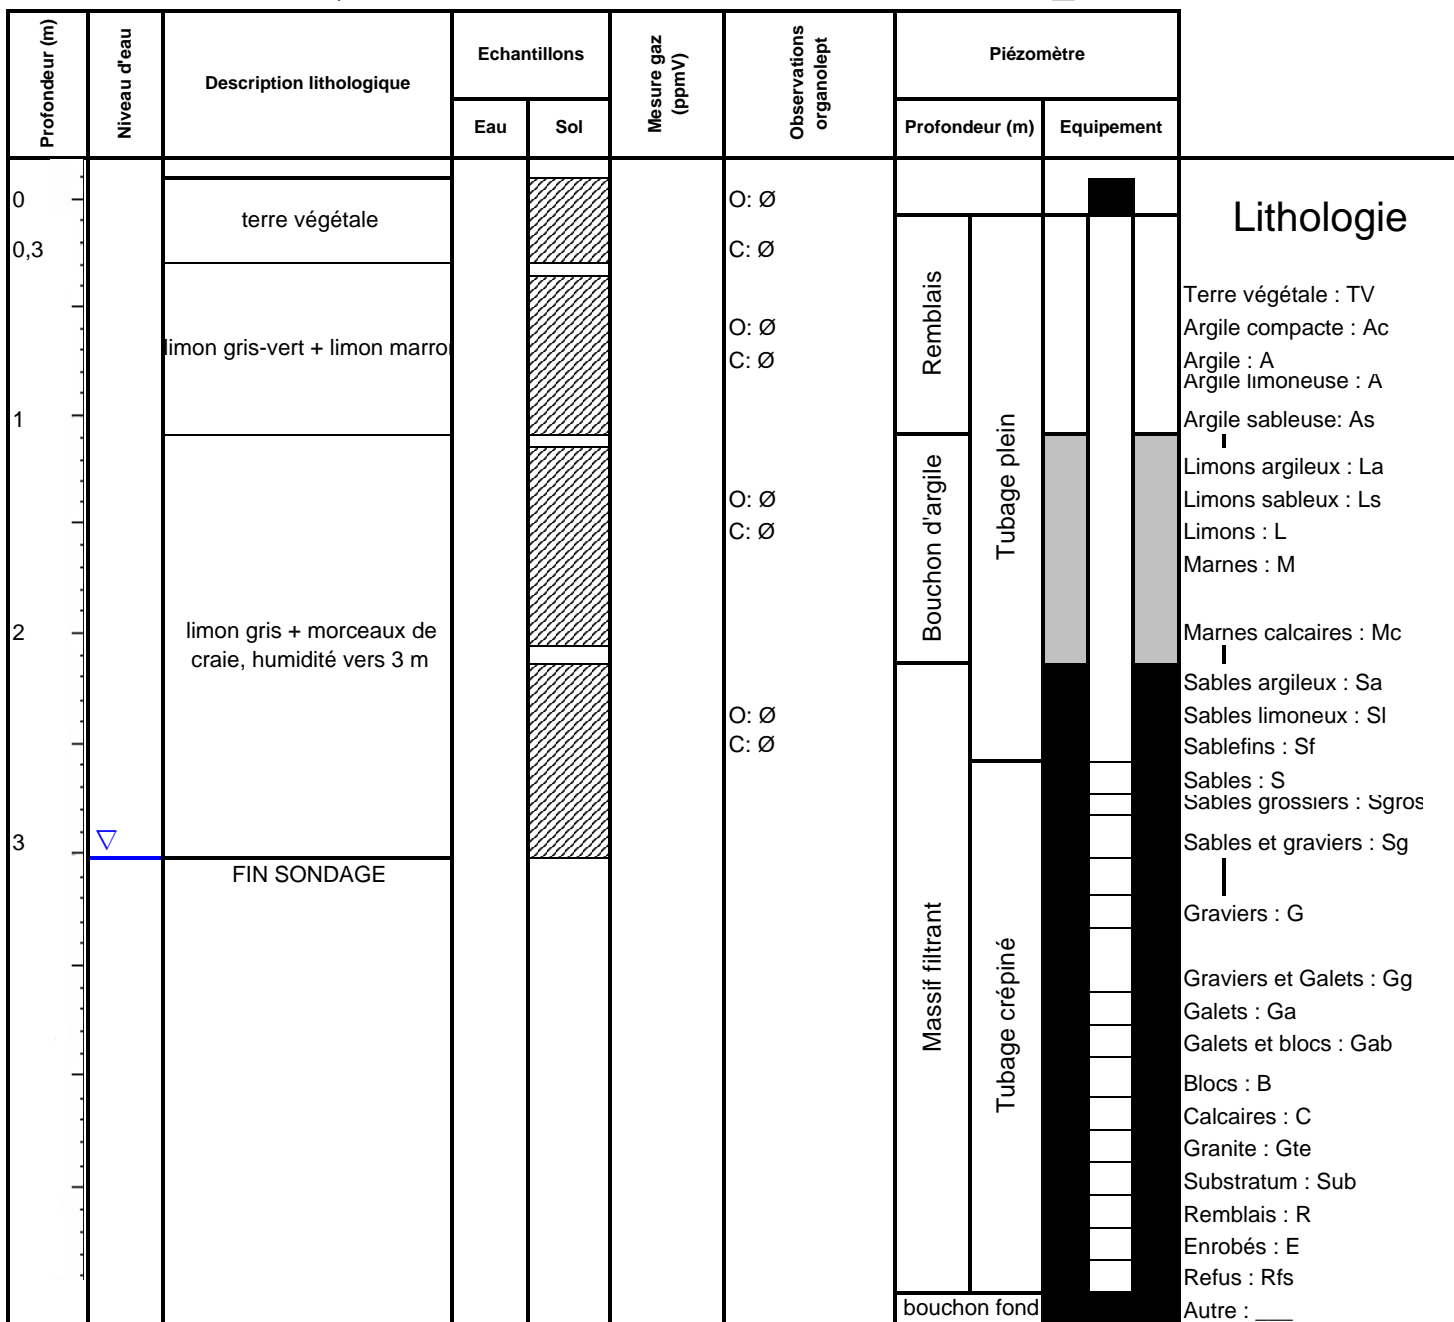 Profondeur (m)
Niveau d'eau
Description lithologique
Echantillons
Eau
Sol
Mesure gaz
(ppmV)
Observations
organolept
Piézomètre
Profondeur (m)
Equipement
0
0,3
1
2
3
terre végétale
limon gris-vert + limon marro
limon gris + morceaux de
craie, humidité vers 3 m
FIN SONDAGE
O: Ø
C: Ø
O: Ø
C: Ø
O: Ø
C: Ø
O: Ø
C: Ø
Remblais
Bouchon d'argile
Massif filtrant
Tubage plein
Tubage crépiné
bouchon fond
Lithologie
Terre végétale : TV
Argile compacte : Ac
Argile : A
Argile limoneuse : A
Argile sableuse: As
Limons argileux : La
Limons sableux : Ls
Limons : L
Marnes : M
Marnes calcaires : Mc
Sables argileux : Sa
Sables limoneux : Sl
Sablefins : Sf
Sables : S
Sables grossiers : Sgros
Sables et graviers : Sg
Graviers : G
Graviers et Galets : Gg
Galets : Ga
Galets et blocs : Gab
Blocs : B
Calcaires : C
Granite : Gte
Substratum : Sub
Remblais : R
Enrobés : E
Refus : Rfs
Autre : ___